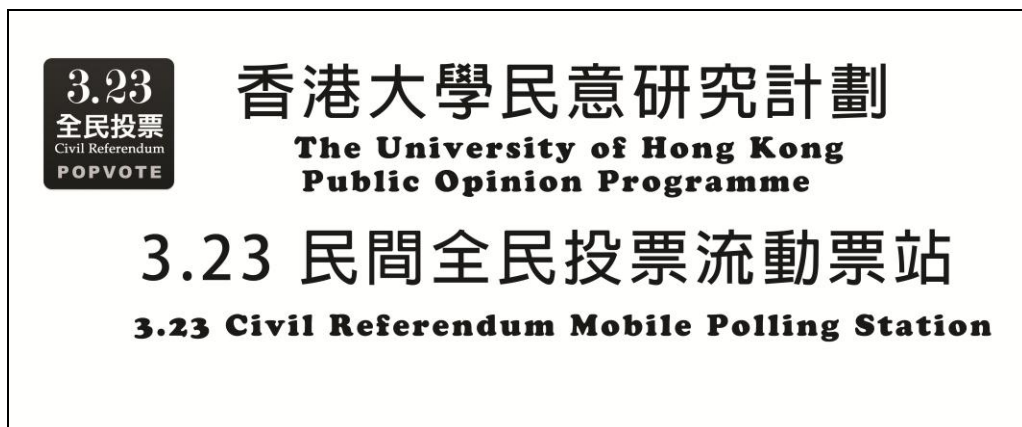 3.23
全民投票
Civil Referendum
POPVOTE
香港大學民意研究計劃
The University of Hong Kong
Public Opinion Programme
3.23 民間全民投票流動票站
3.23 Civil Referendum Mobile Polling Station